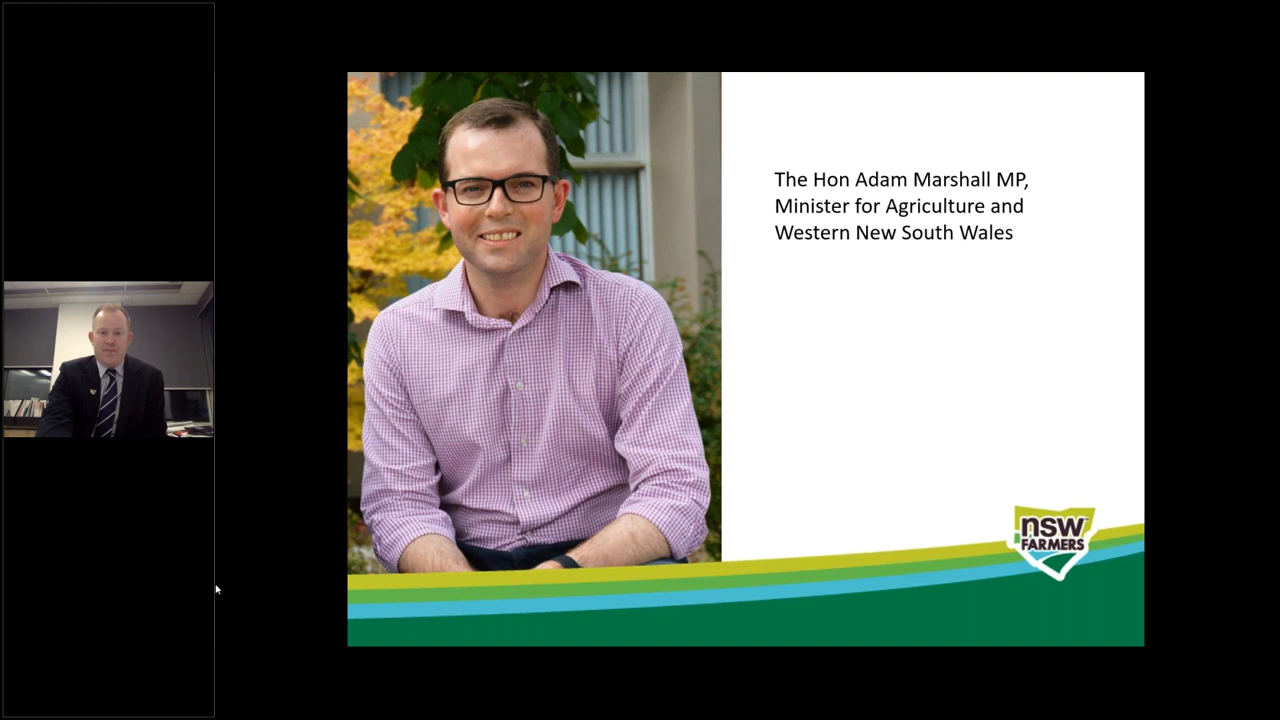 The Hon Adam Marshall MP,
Minister for Agriculture and
Western New South Wales
nsw
FARMERS